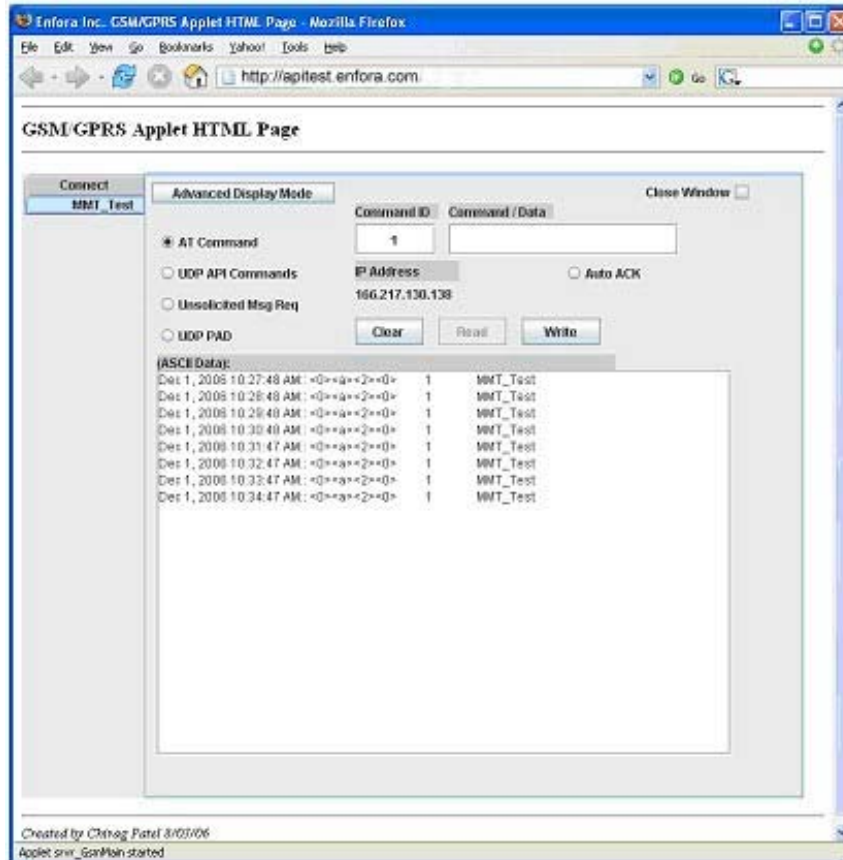 Enfora Inc. GSM/GPRS Applet HTML Page - Mozilla Firefox
File Edit View Go Bookmarks Yahoo! Tools Help
http://apitest.enfora.com
Go
GSM/GPRS Applet HTML Page
Connect
MMT_Test
Advanced Display Mode
Close Window
Command ID Command / Data
AT Command
1
UDP API Commands
IP Address
Auto ACK
166.217.130.138
Unsolicited Msg Req
UDP PAD
Clear Read Write
(ASCII Data):
Dec 1, 2006 10:27:48 AM:: <0><a><2><0> 1 MMT_Test
Dec 1, 2006 10:28:48 AM:: <0><a><2><0> 1 MMT_Test
Dec 1, 2006 10:29:48 AM:: <0><a><2><0> 1 MMT_Test
Dec 1, 2006 10:30:48 AM:: <0><a><2><0> 1 MMT_Test
Dec 1, 2006 10:31:47 AM:: <0><a><2><0> 1 MMT_Test
Dec 1, 2006 10:32:47 AM:: <0><a><2><0> 1 MMT_Test
Dec 1, 2006 10:33:47 AM:: <0><a><2><0> 1 MMT_Test
Dec 1, 2006 10:34:47 AM:: <0><a><2><0> 1 MMT_Test
Created by Chirag Patel 8/03/06
Applet srvr_GsmMain started